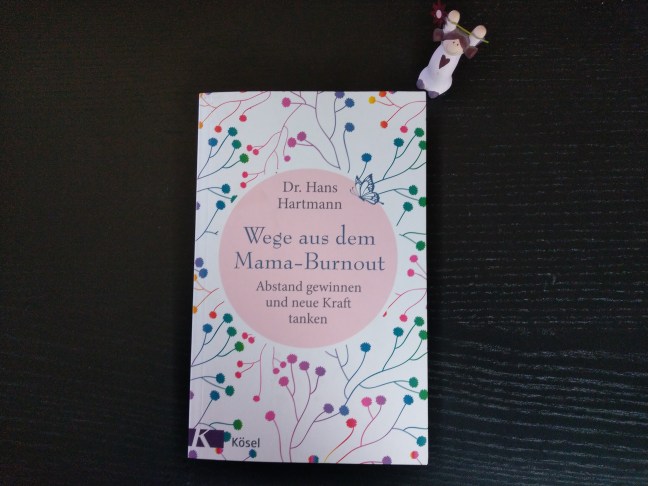 Dr. Hans
Hartmann
Wege aus dem
Mama-Burnout
Abstand gewinnen
und neue Kraft
tanken
K Kösel